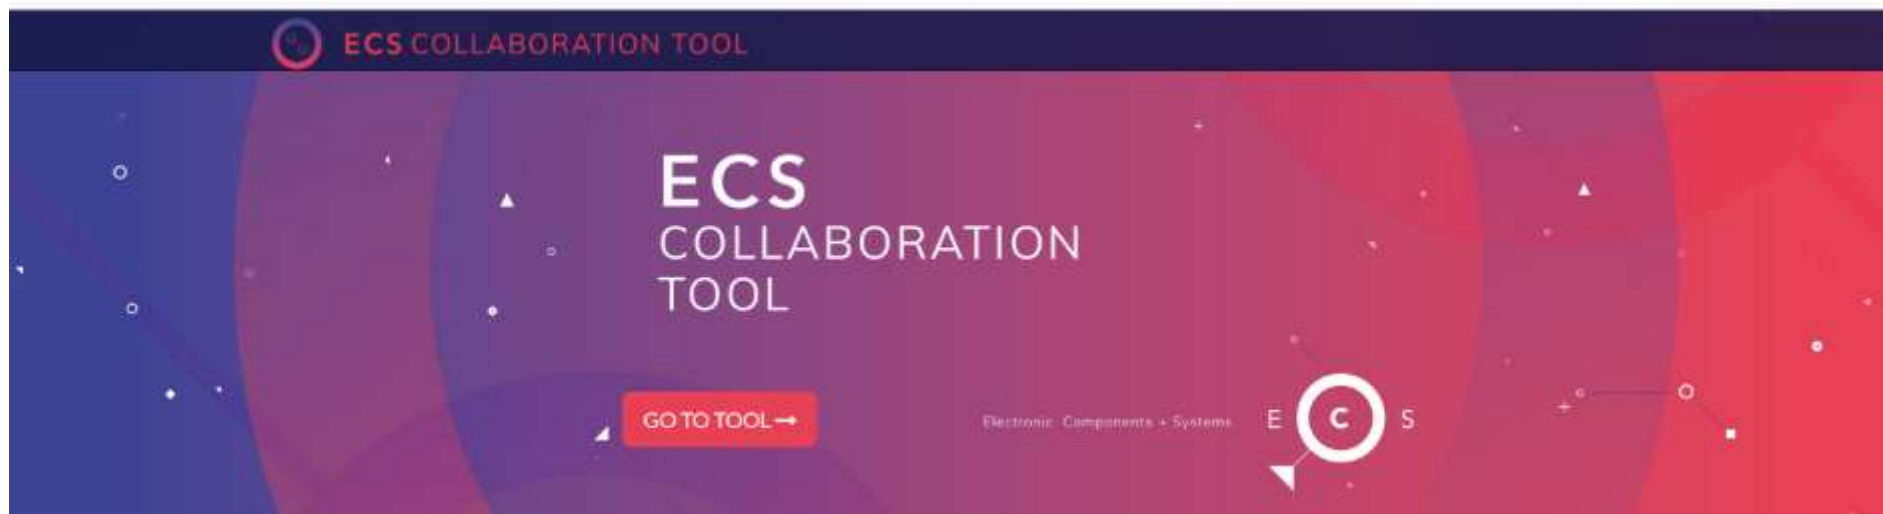 ECS COLLABORATION TOOL
ECS
COLLABORATION
TOOL
GO TO TOOL
Electronic Components + Systems
E C S